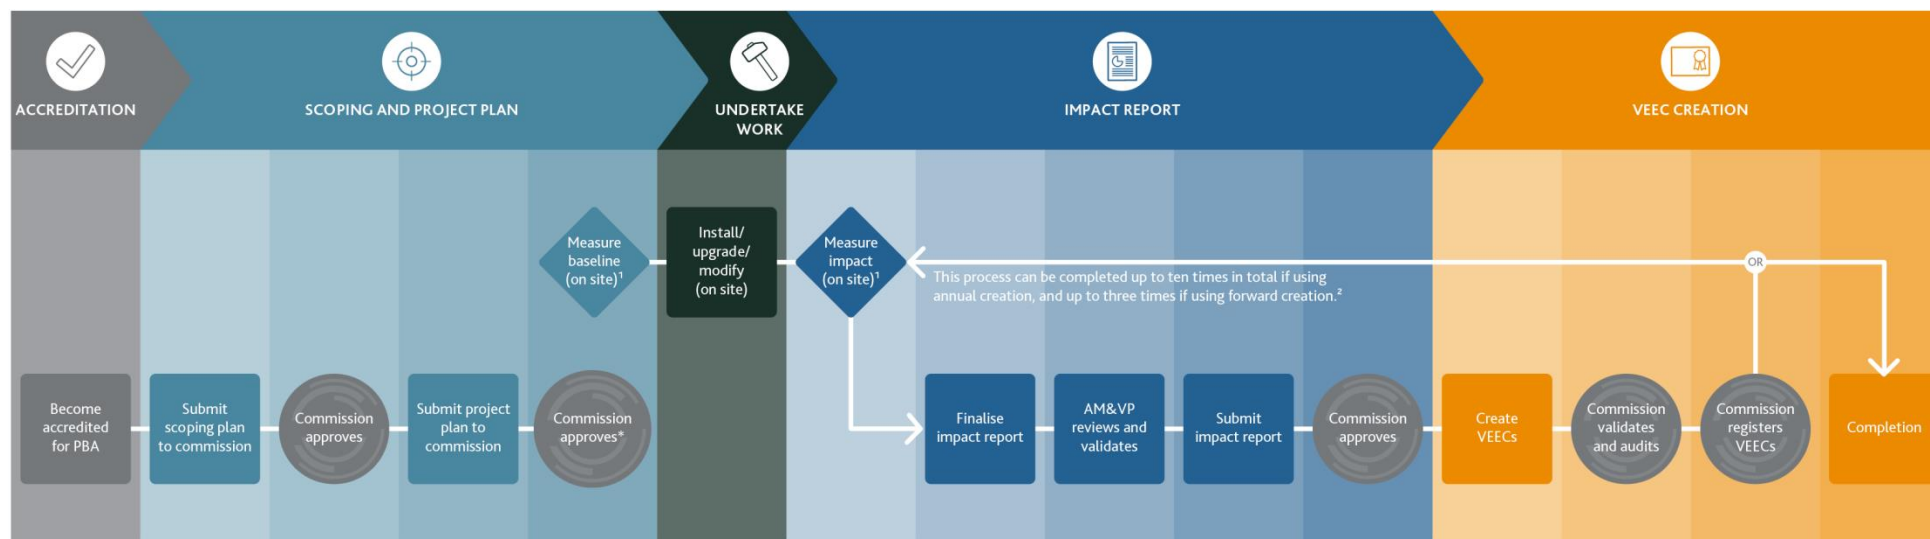 ACCREDITATION
SCOPING AND PROJECT PLAN
UNDERTAKE
WORK
IMPACT REPORT
VEEC CREATION
Measure
baseline
(on site)¹
Install/
upgrade/
modify
(on site)
Measure
impact
(on site)¹
OR
This process can be completed up to ten times in total if using
annual creation, and up to three times if using forward creation.²
Become
accredited
for PBA
Submit
scoping plan
to commission
Commission
approves
Submit project
plan to
commission
Commission
approves*
Finalise
impact report
AM&VP
reviews and
validates
Submit
impact report
Commission
approves
Create
VEECs
Commission
validates
and audits
Commission
registers
VEECs
Completion